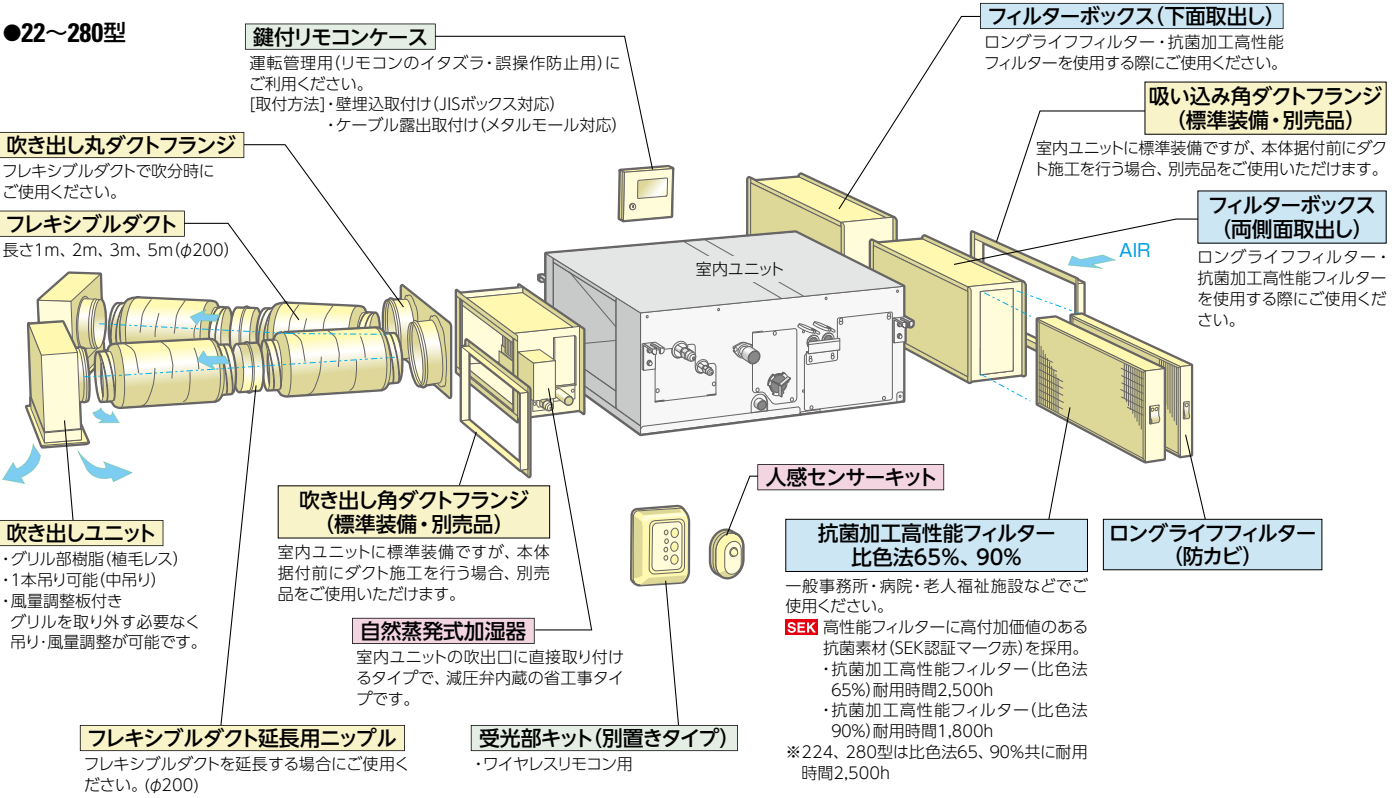 ●22〜280型
鍵付リモコンケース
運転管理用(リモコンのイタズラ・誤操作防止用)に
ご利用ください。
[取付方法]・壁埋込取付け(JISボックス対応)
・ケーブル露出取付け(メタルモール対応)
フィルターボックス(下面取出し)
ロングライフフィルター・抗菌加工高性能
フィルターを使用する際にご使用ください。
吸い込み角ダクトフランジ
(標準装備・別売品)
室内ユニットに標準装備ですが、本体据付前にダク
ト施工を行う場合、別売品をご使用いただけます。
吹き出し丸ダクトフランジ
フレキシブルダクトで吹分時に
ご使用ください。
フレキシブルダクト
長さ1m、2m、3m、5m(φ200)
フィルターボックス
(両側面取出し)
ロングライフフィルター・
抗菌加工高性能フィルター
を使用する際にご使用くだ
さい。
AIR
室内ユニット
人感センサーキット
吹き出し角ダクトフランジ
(標準装備・別売品)
室内ユニットに標準装備ですが、本体
据付前にダクト施工を行う場合、別売
品をご使用いただけます。
吹き出しユニット
・グリル部樹脂(植毛レス)
・1本吊り可能(中吊り)
・風量調整板付き
グリルを取り外す必要なく
吊り・風量調整が可能です。
自然蒸発式加湿器
室内ユニットの吹出口に直接取り付け
るタイプで、減圧弁内蔵の省工事タイ
プです。
抗菌加工高性能フィルター
比色法65%、90%
一般事務所・病院・老人福祉施設などでご
使用ください。
SEK 高性能フィルターに高付加価値のある
抗菌素材(SEK認証マーク赤)を採用。
・抗菌加工高性能フィルター(比色法
65%)耐用時間2,500h
・抗菌加工高性能フィルター(比色法
90%)耐用時間1,800h
※224、280型は比色法65、90%共に耐用
時間2,500h
ロングライフフィルター
(防カビ)
フレキシブルダクト延長用ニップル
フレキシブルダクトを延長する場合にご使用く
ださい。(φ200)
受光部キット(別置きタイプ)
・ワイヤレスリモコン用